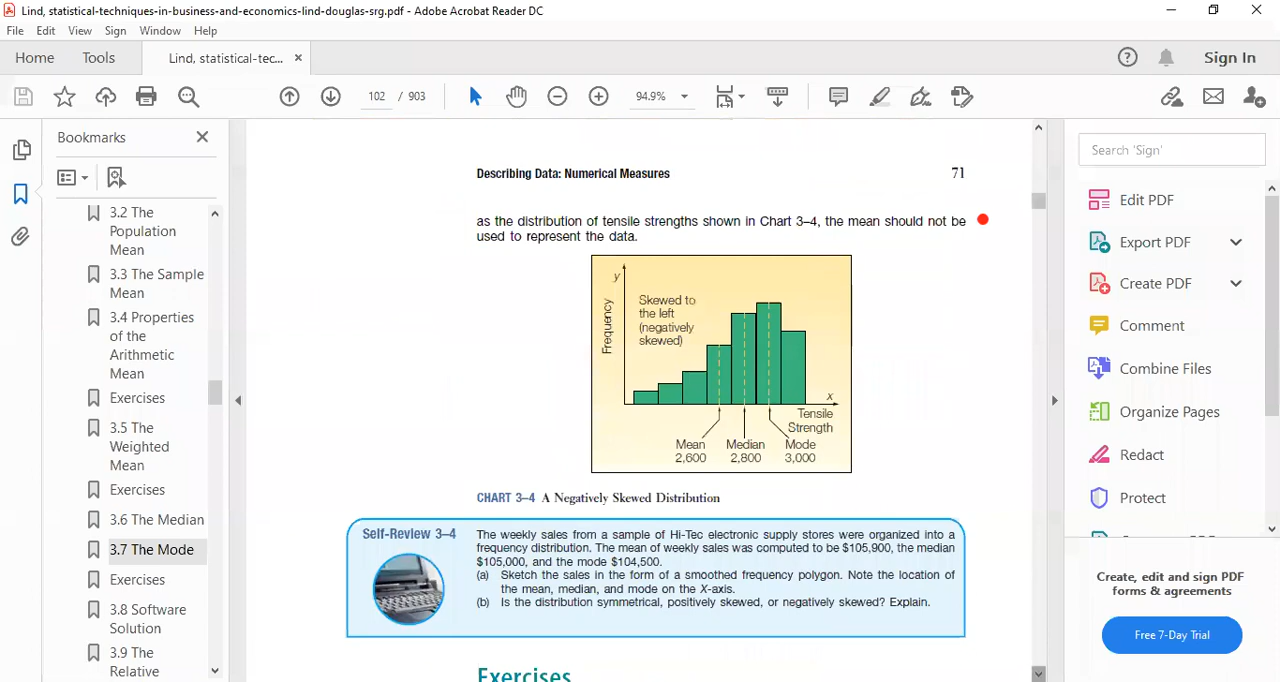 Lind, statistical-techniques-in-business-and-economics-lind-douglas-srg.pdf - Adobe Acrobat Reader DC
File Edit View Sign Window Help
Home Tools Lind, statistical-tec... × Sign In
102 / 903 94.9%
Bookmarks
3.2 The
Population
Mean
3.3 The Sample
Mean
3.4 Properties
of the
Arithmetic
Mean
Exercises
3.5 The
Weighted
Mean
Exercises
3.6 The Median
3.7 The Mode
Exercises
3.8 Software
Solution
3.9 The
Relative
Describing Data: Numerical Measures 71
as the distribution of tensile strengths shown in Chart 3–4, the mean should not be
used to represent the data.
y
Frequency
Skewed to
the left
(negatively
skewed)
x
Tensile
Strength
Mean Median Mode
2,600 2,800 3,000
CHART 3–4 A Negatively Skewed Distribution
Self-Review 3–4
The weekly sales from a sample of Hi-Tec electronic supply stores were organized into a
frequency distribution. The mean of weekly sales was computed to be $105,900, the median
$105,000, and the mode $104,500.
(a) Sketch the sales in the form of a smoothed frequency polygon. Note the location of
the mean, median, and mode on the X-axis.
(b) Is the distribution symmetrical, positively skewed, or negatively skewed? Explain.
Exercises
Search 'Sign'
Edit PDF
Export PDF
Create PDF
Comment
Combine Files
Organize Pages
Redact
Protect
Create, edit and sign PDF
forms & agreements
Free 7-Day Trial